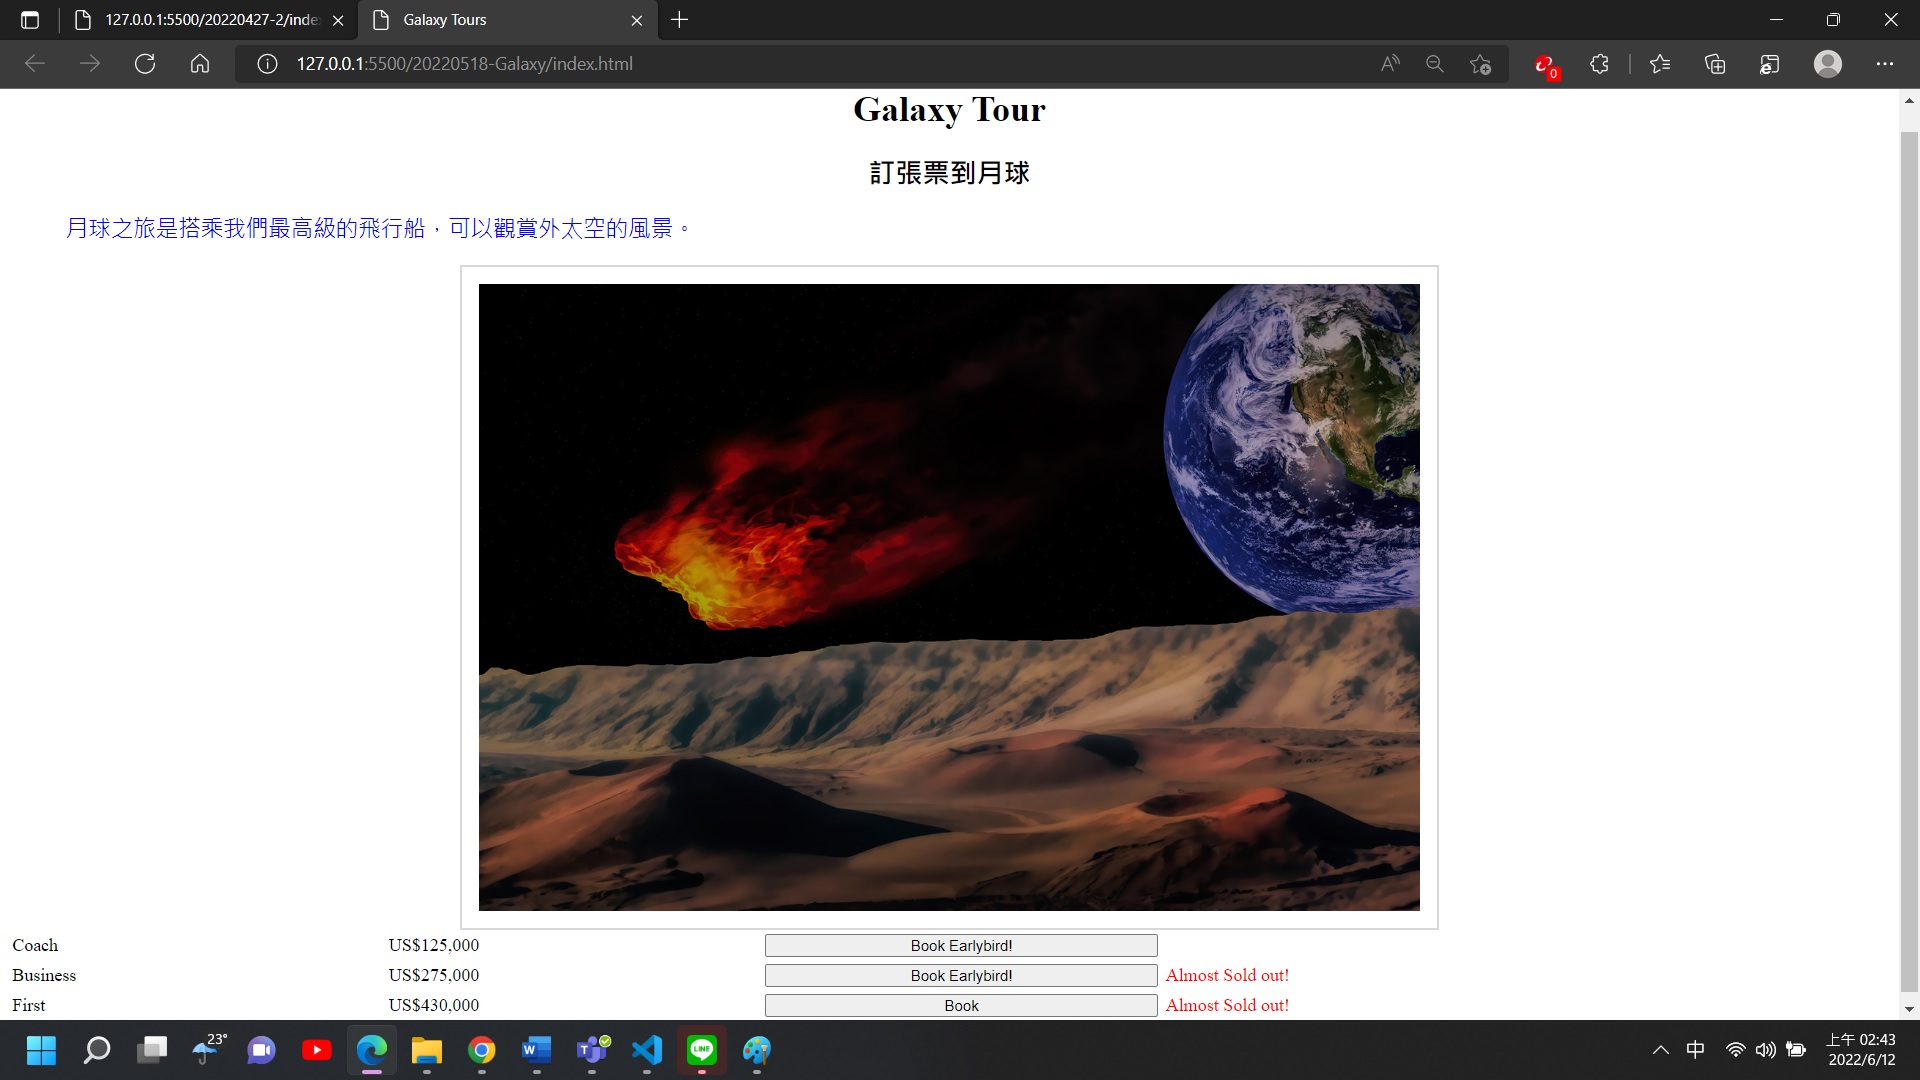 127.0.0.1:5500/20220427-2/inde
Galaxy Tours
127.0.0.1:5500/20220518-Galaxy/index.html
0
Galaxy Tour
訂張票到月球
月球之旅是搭乘我們最高級的飛行船，可以觀賞外太空的風景。
Coach US$125,000 Book Earlybird!
Business US$275,000 Book Earlybird! Almost Sold out!
First US$430,000 Book Almost Sold out!
23°
LINE
中
上午 02:43
2022/6/12